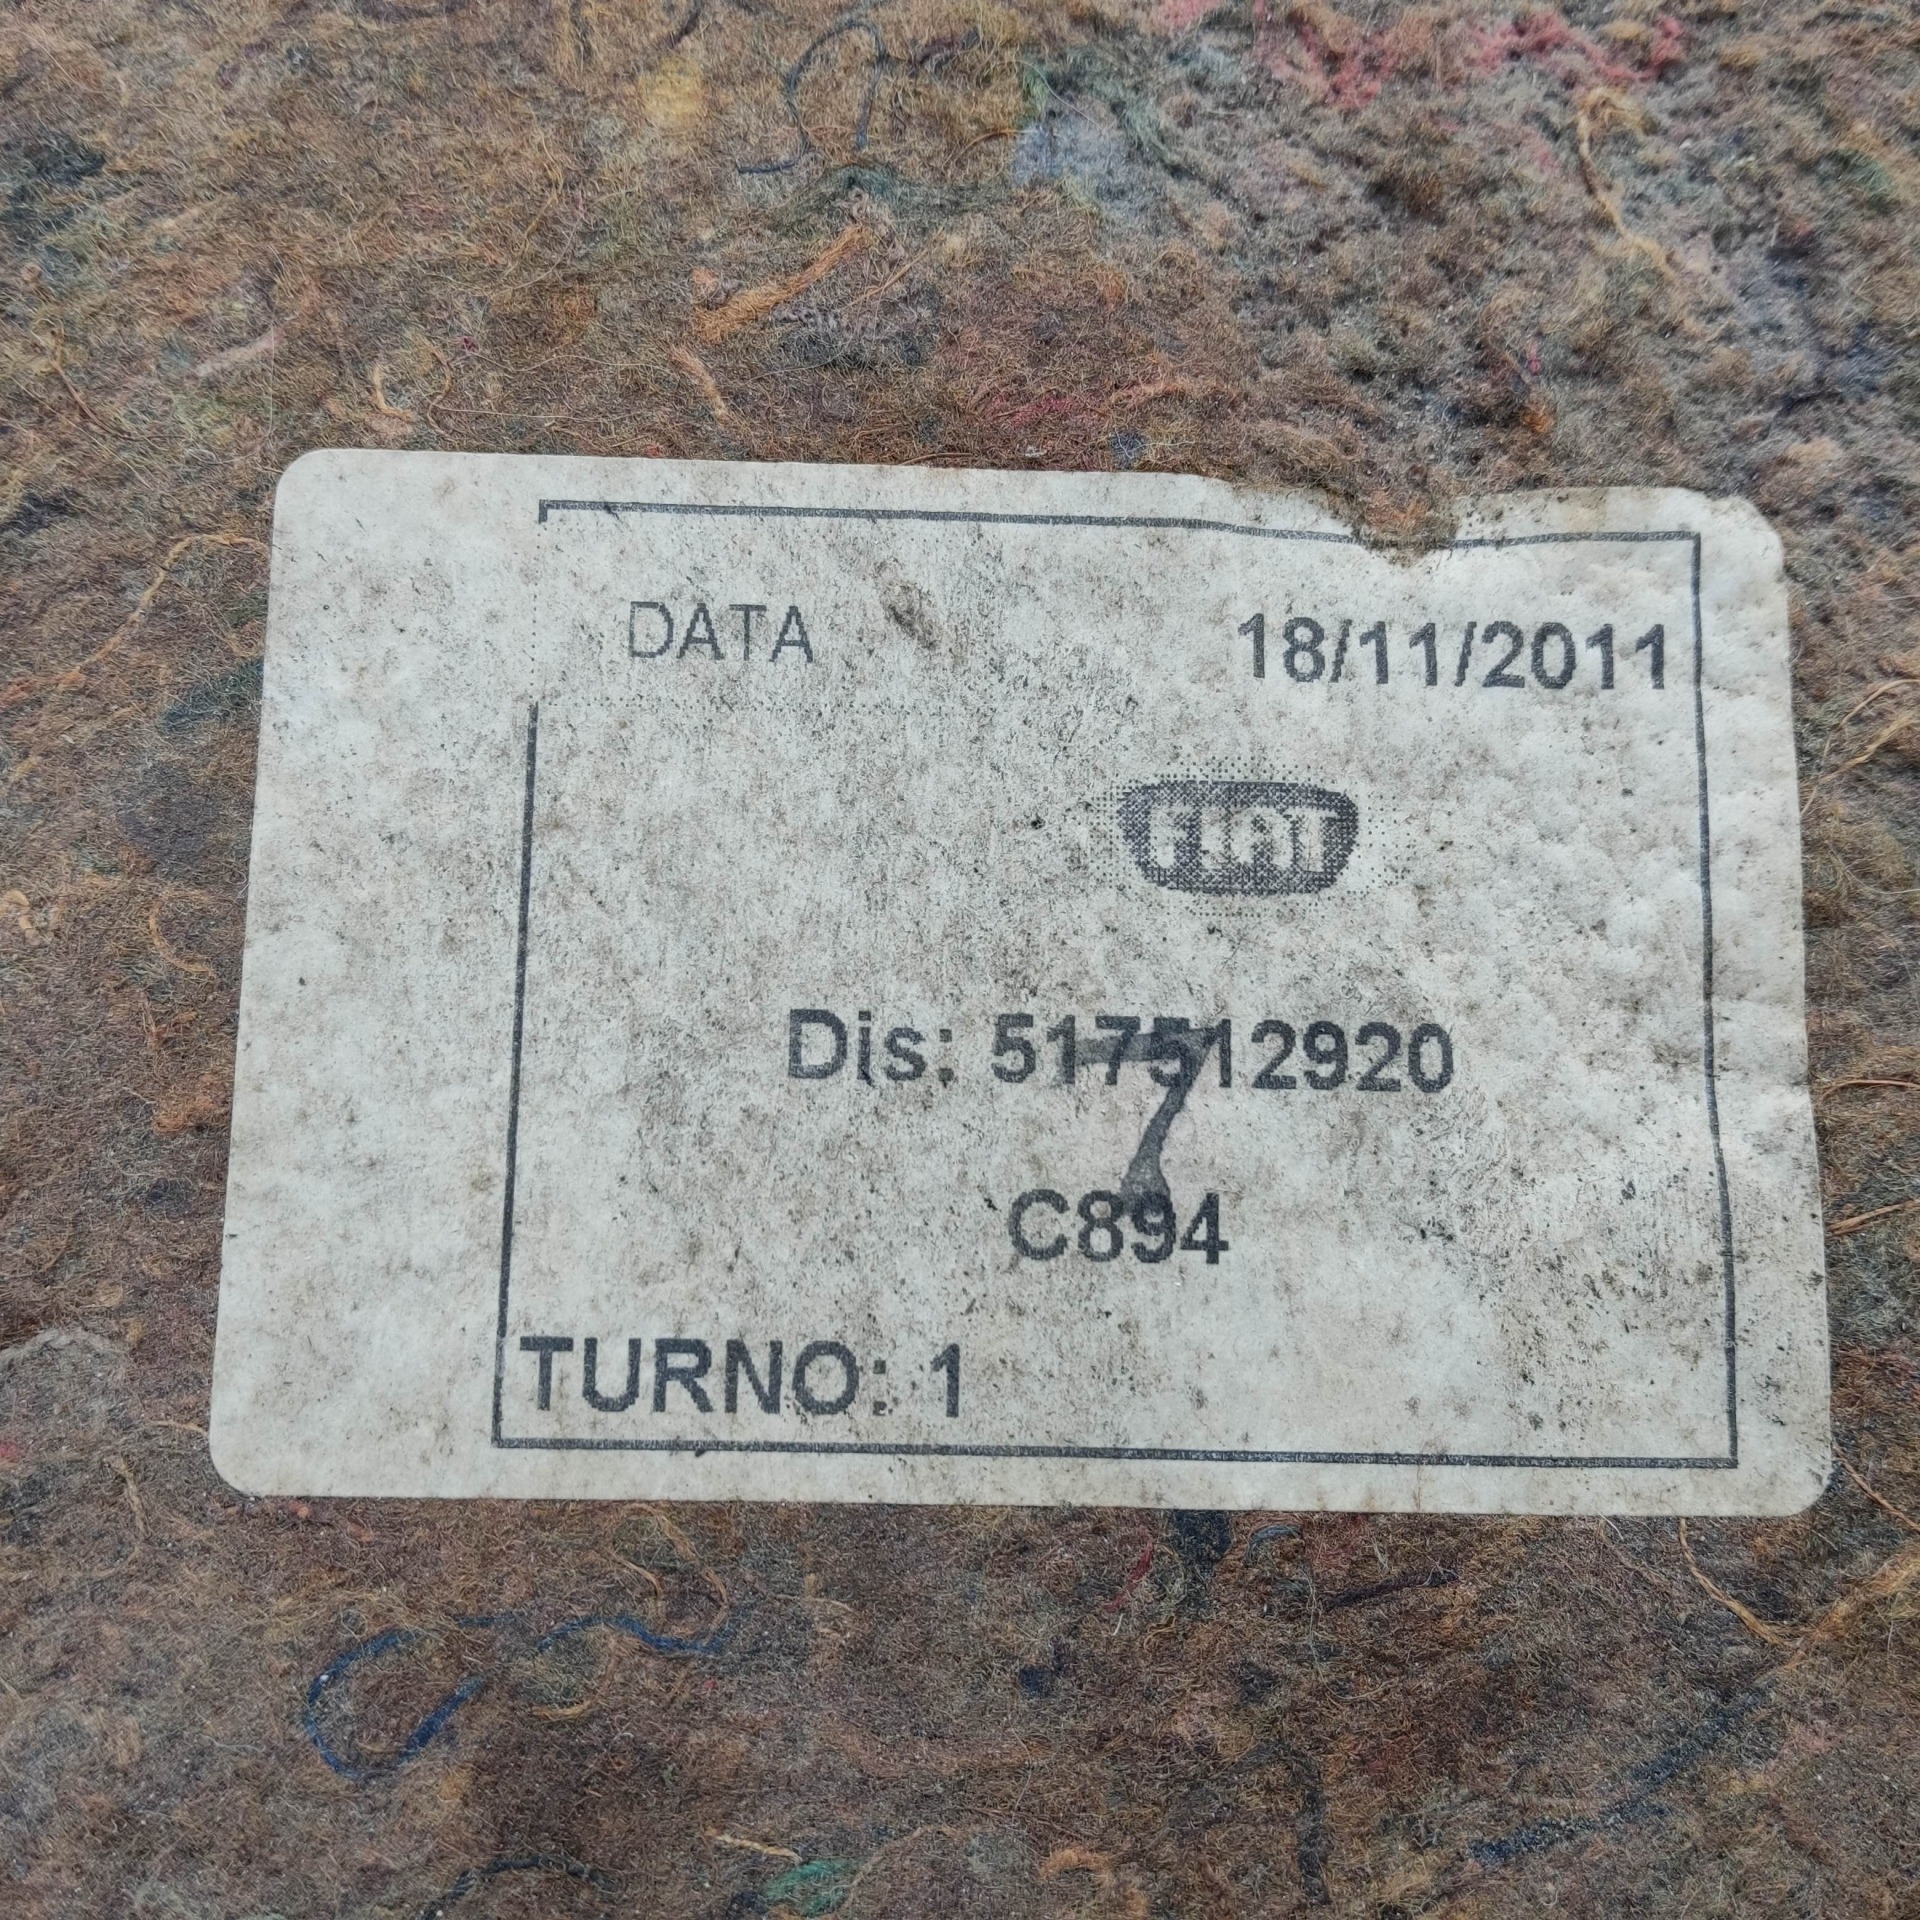 DATA 18/11/2011
FIAT
Dis: 517512920
7
C894
TURNO: 1